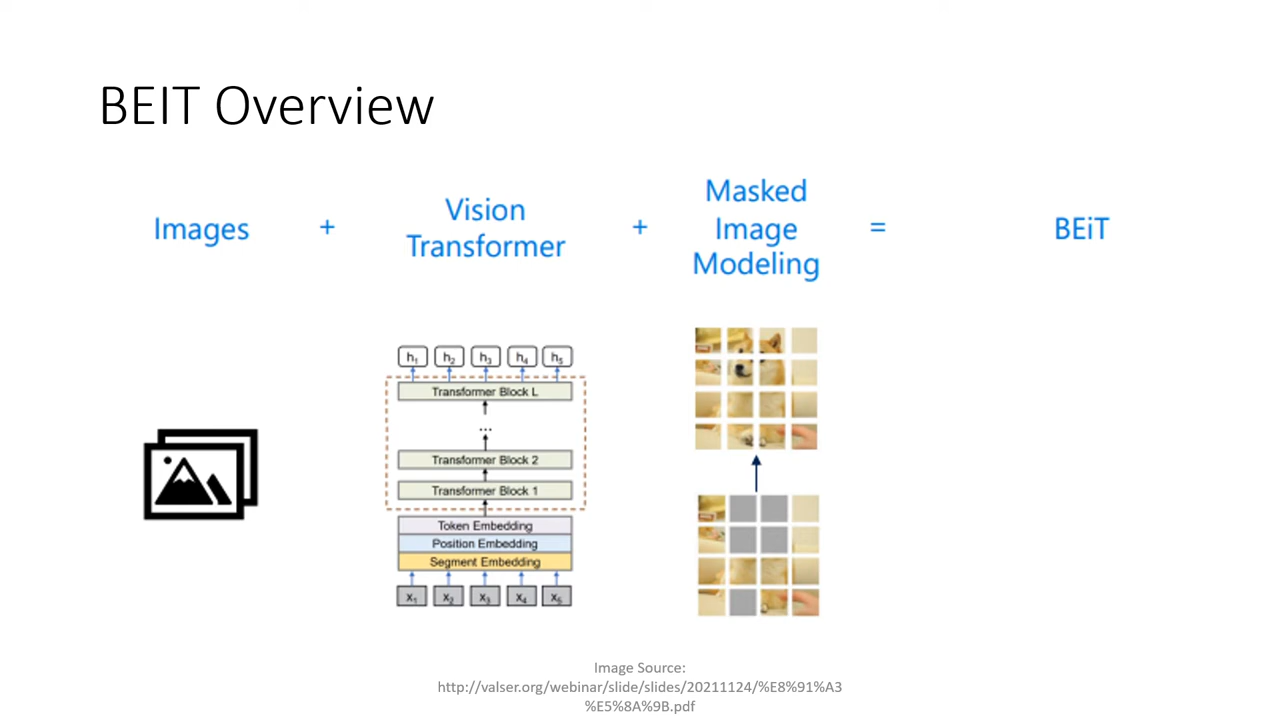 BEIT Overview
Images + Vision Transformer + Masked Image Modeling = BEiT
h1 h2 h3 h4 h5
Transformer Block L
...
Transformer Block 2
Transformer Block 1
Token Embedding
Position Embedding
Segment Embedding
x1 x2 x3 x4 x5
Image Source:
http://valser.org/webinar/slide/slides/20211124/%E8%91%A3
%E5%8A%9B.pdf